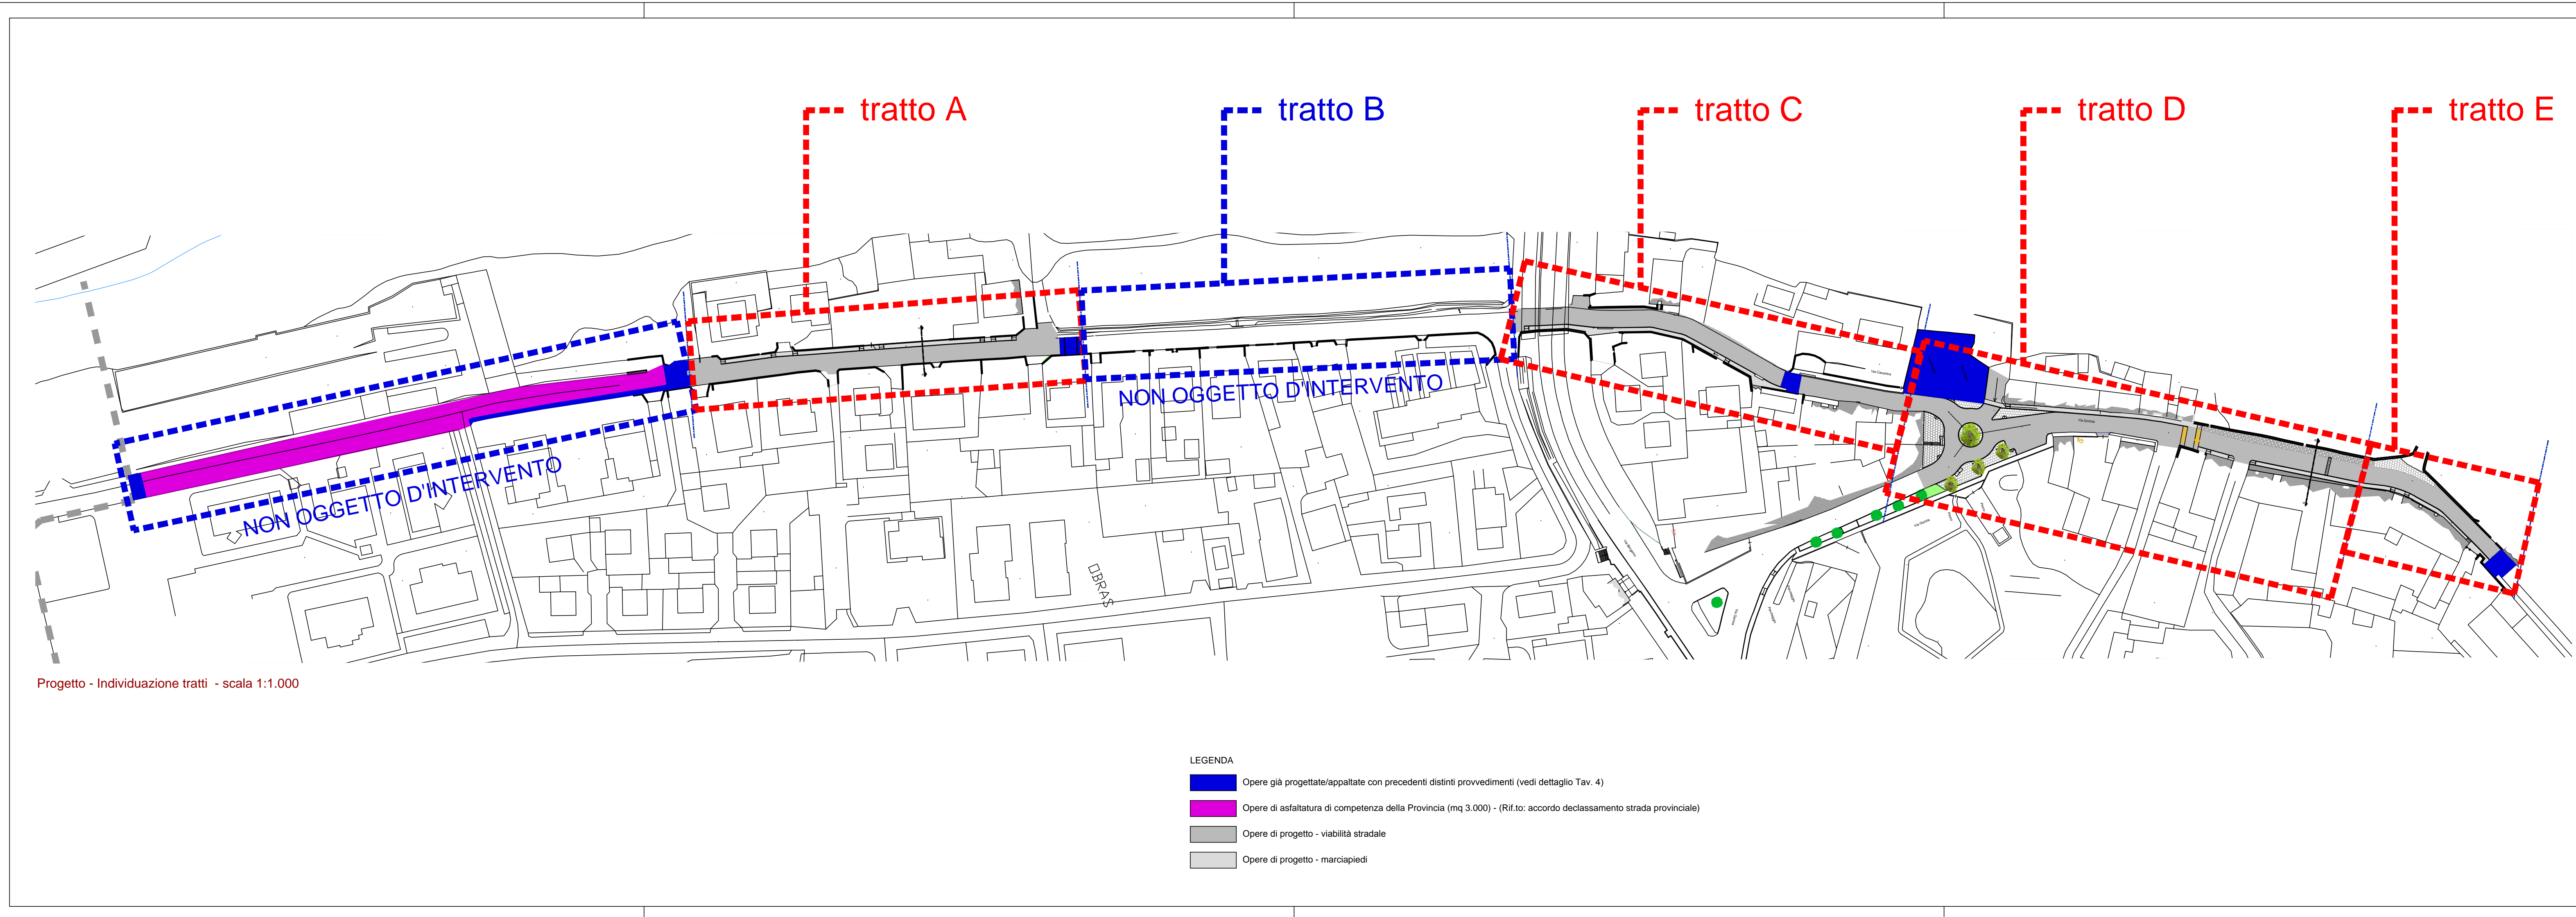 tratto A
tratto B
tratto C
tratto D
tratto E
NON OGGETTO D'INTERVENTO
NON OGGETTO D'INTERVENTO
BRAS
Progetto - Individuazione tratti - scala 1:1.000
LEGENDA
Opere già progettate/appaltate con precedenti distinti provvedimenti (vedi dettaglio Tav. 4)
Opere di asfaltatura di competenza della Provincia (mq 3.000) - (Rif.to: accordo declassamento strada provinciale)
Opere di progetto - viabilità stradale
Opere di progetto - marciapiedi